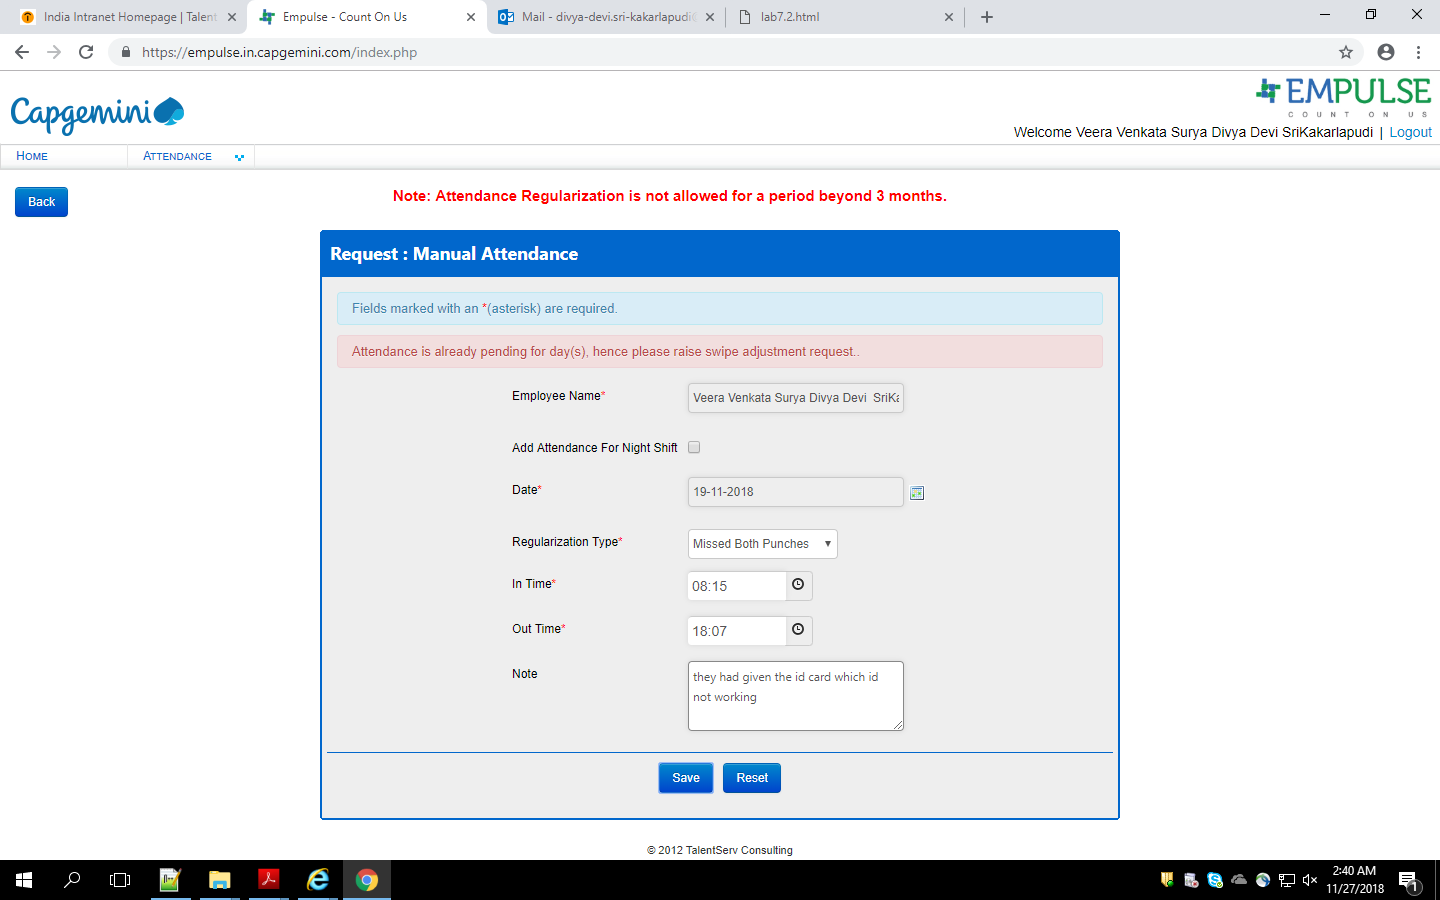 India Intranet Homepage | Talent
Empulse - Count On Us
Mail - divya-devi.sri-kakarlapudi
lab7.2.html
https://empulse.in.capgemini.com/index.php
Capgemini
EMPULSE
COUNT ON US
Welcome Veera Venkata Surya Divya Devi SriKakarlapudi | Logout
HOME
ATTENDANCE
Back
Note: Attendance Regularization is not allowed for a period beyond 3 months.
Request : Manual Attendance
Fields marked with an *(asterisk) are required.
Attendance is already pending for day(s), hence please raise swipe adjustment request..
Employee Name*
Veera Venkata Surya Divya Devi SriKa
Add Attendance For Night Shift
Date*
19-11-2018
Regularization Type*
Missed Both Punches
In Time*
08:15
Out Time*
18:07
Note
they had given the id card which id
not working
Save
Reset
© 2012 TalentServ Consulting
2:40 AM
11/27/2018
1